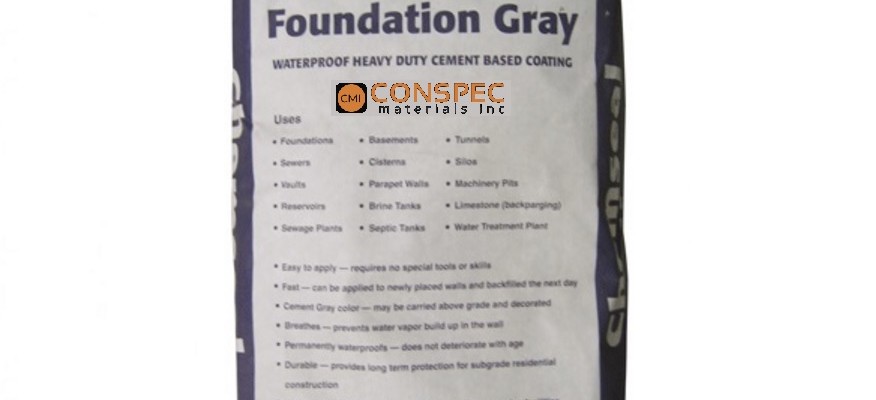 Foundation Gray
WATERPROOF HEAVY DUTY CEMENT BASED COATING
CMI CONSPEC
materials Inc
Uses
• Foundations • Basements • Tunnels
• Sewers • Cisterns • Silos
• Vaults • Parapet Walls • Machinery Pits
• Reservoirs • Brine Tanks • Limestone (backparging)
• Sewage Plants • Septic Tanks • Water Treatment Plant
• Easy to apply — requires no special tools or skills
• Fast — can be applied to newly placed walls and backfilled the next day
• Cement Gray color — may be carried above grade and decorated
• Breathes — prevents water vapor build up in the wall
• Permanently waterproofs — does not deteriorate with age
• Durable — provides long term protection for subgrade residential
construction
Chemseal